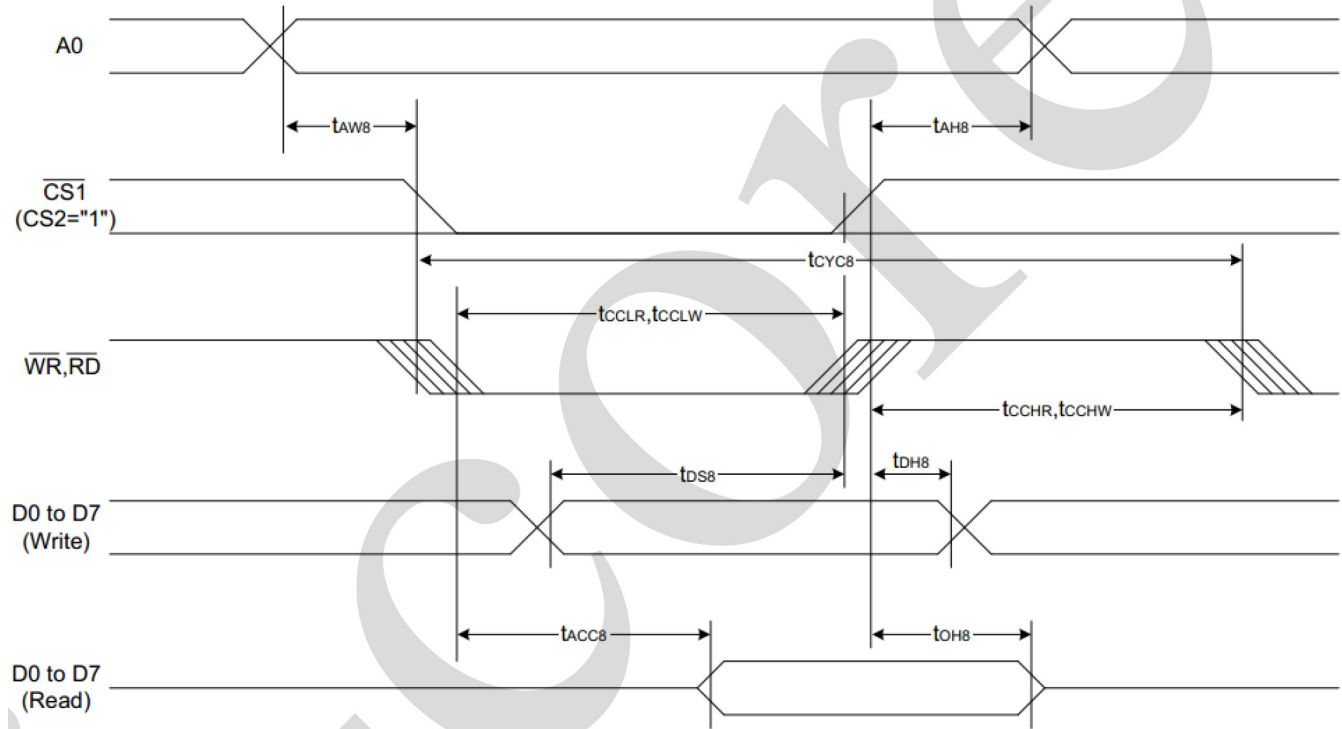 A0
tAW8
tAH8
CS1
(CS2="1")
tCYC8
tCCLR,tCCLW
WR,RD
tCCHR,tCCHW
tDS8
tDH8
D0 to D7
(Write)
tACC8
tOH8
D0 to D7
(Read)